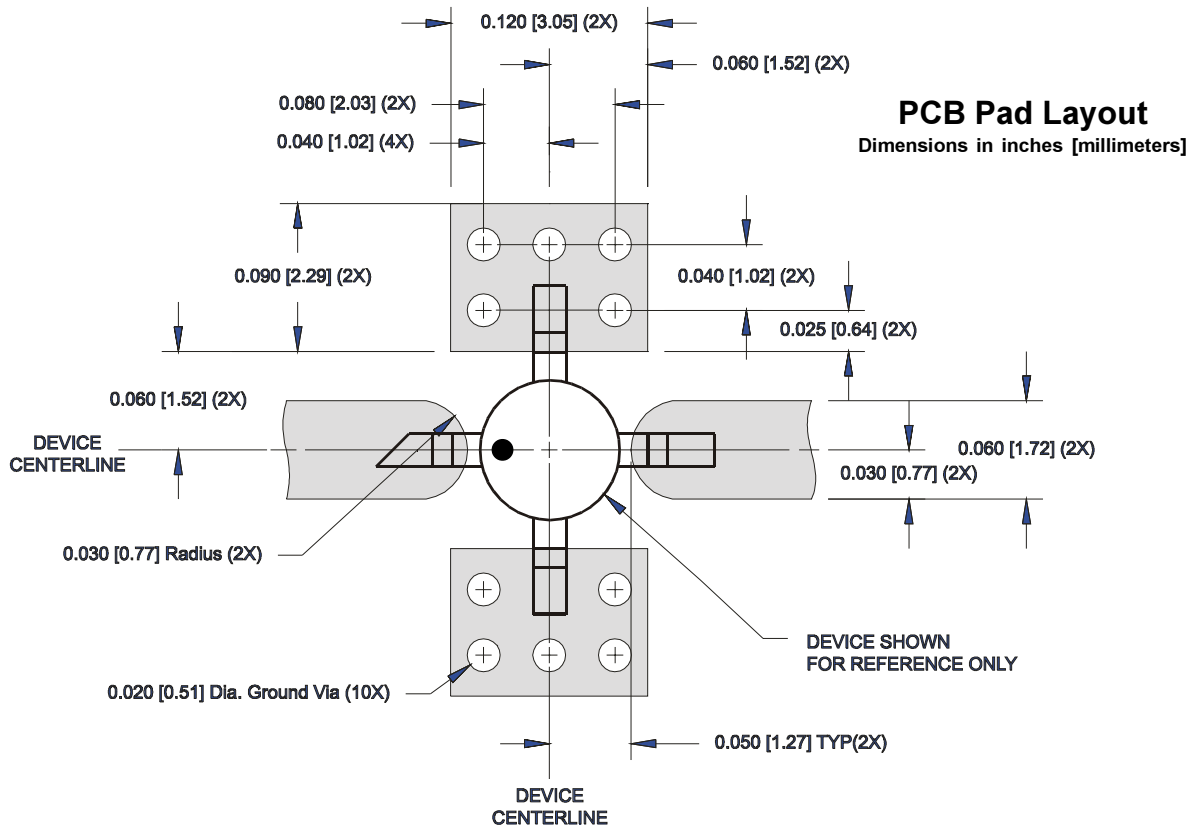 0.120 [3.05] (2X)
0.060 [1.52] (2X)
0.080 [2.03] (2X)
0.040 [1.02] (4X)
PCB Pad Layout
Dimensions in inches [millimeters]
0.090 [2.29] (2X)
0.040 [1.02] (2X)
0.025 [0.64] (2X)
0.060 [1.52] (2X)
DEVICE
CENTERLINE
0.060 [1.72] (2X)
0.030 [0.77] (2X)
0.030 [0.77] Radius (2X)
DEVICE SHOWN
FOR REFERENCE ONLY
0.020 [0.51] Dia. Ground Via (10X)
0.050 [1.27] TYP(2X)
DEVICE
CENTERLINE